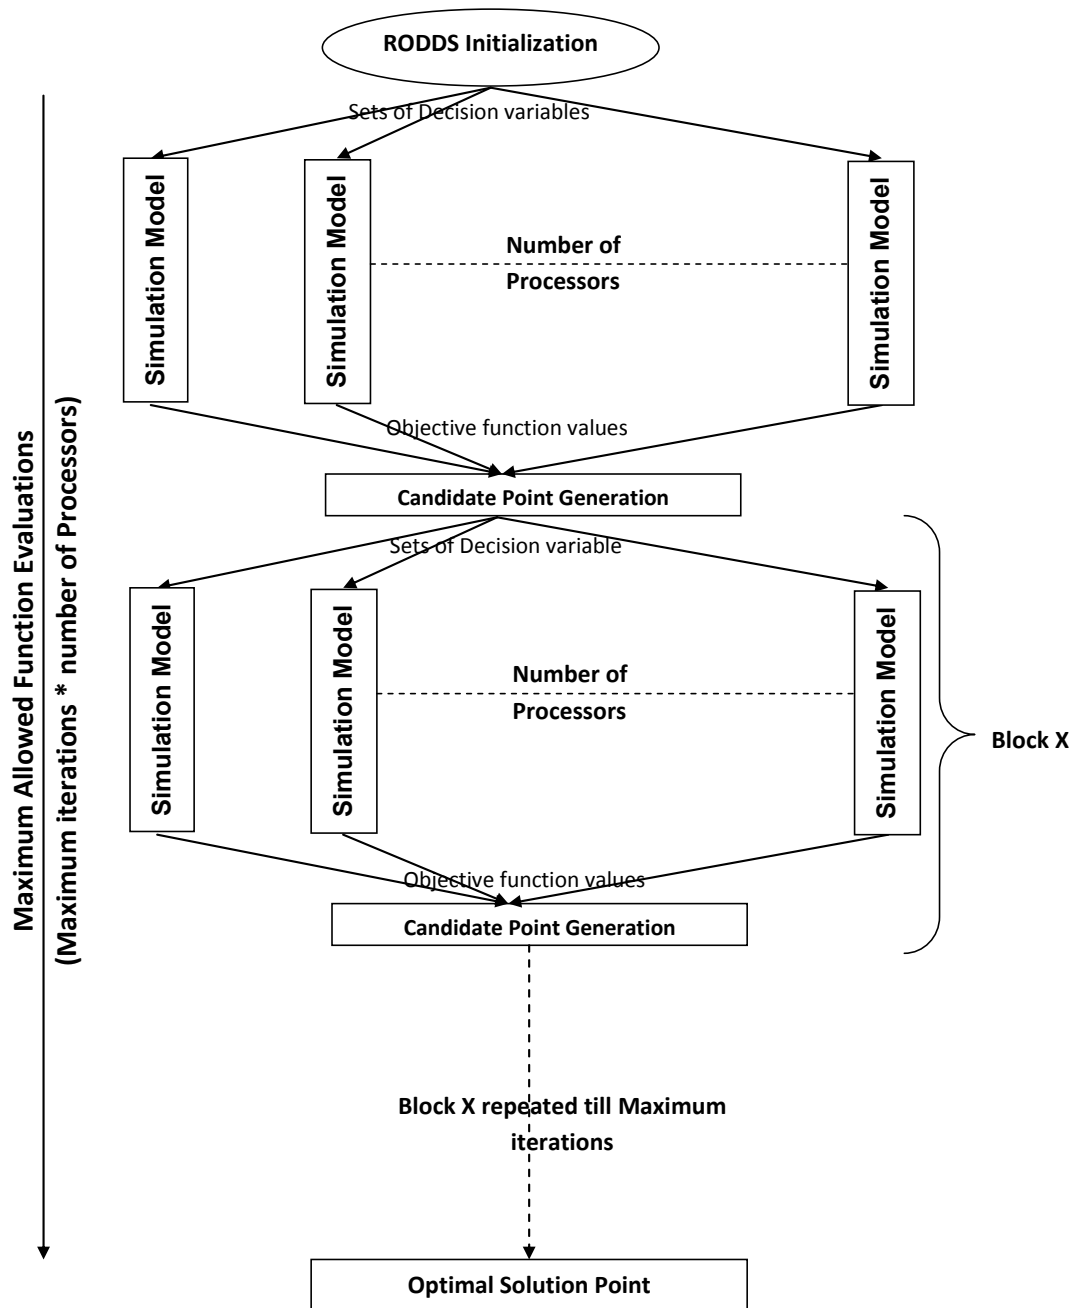 RODDS Initialization
Sets of Decision variables
Simulation Model
Simulation Model
Simulation Model
Number of
Processors
Objective function values
Candidate Point Generation
Sets of Decision variable
Simulation Model
Simulation Model
Simulation Model
Number of
Processors
Block X
Objective function values
Candidate Point Generation
Maximum Allowed Function Evaluations
(Maximum iterations * number of Processors)
Block X repeated till Maximum
iterations
Optimal Solution Point